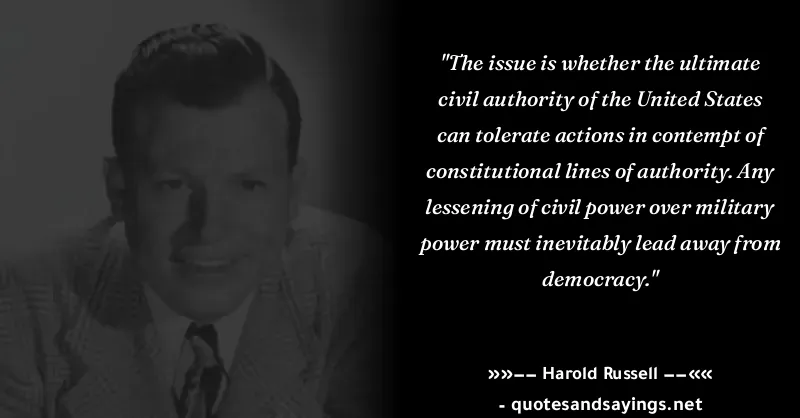 "The issue is whether the ultimate
civil authority of the United States
can tolerate actions in contempt of
constitutional lines of authority. Any
lessening of civil power over military
power must inevitably lead away from
democracy."
»»–– Harold Russell ––««
- quotesandsayings.net